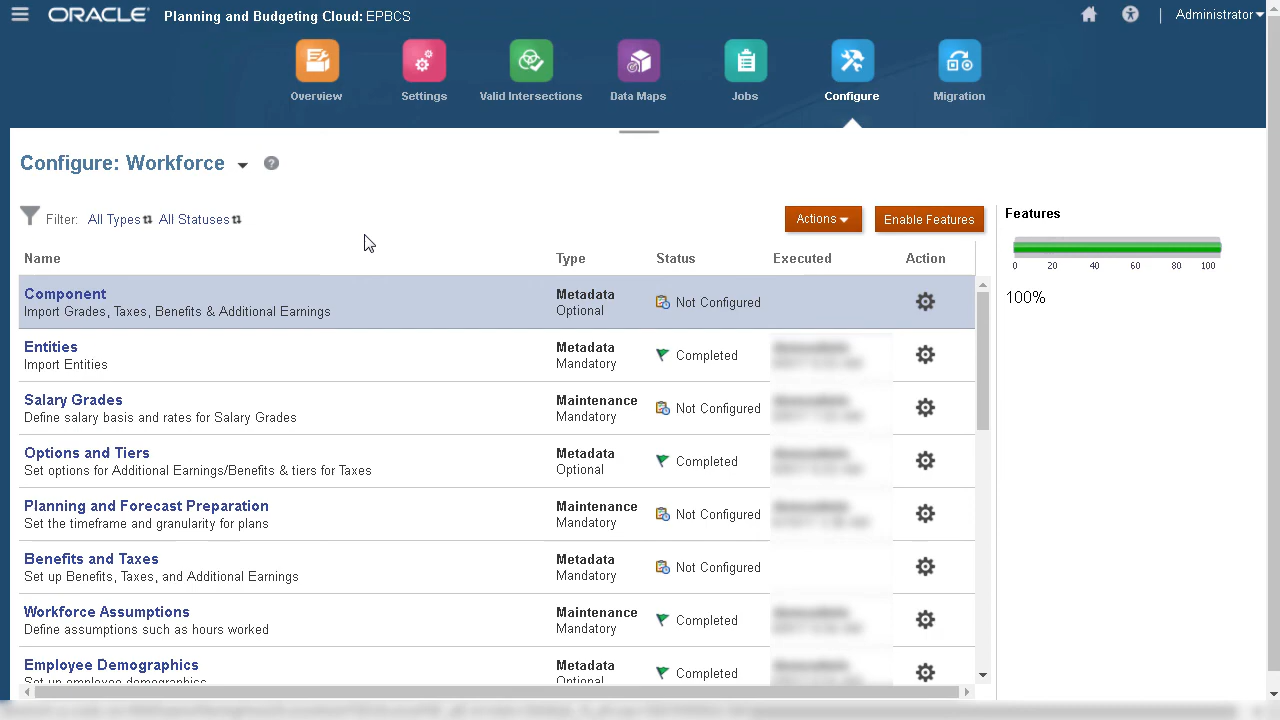 ORACLE® Planning and Budgeting Cloud: EPBCS
Administrator
Overview
Settings
Valid Intersections
Data Maps
Jobs
Configure
Migration
Configure: Workforce
Filter: All Types All Statuses
Actions
Enable Features
Name Type Status Executed Action
Component Metadata
Import Grades, Taxes, Benefits & Additional Earnings Optional Not Configured
Entities Metadata
Import Entities Mandatory Completed
Salary Grades Maintenance
Define salary basis and rates for Salary Grades Mandatory Not Configured
Options and Tiers Metadata
Set options for Additional Earnings/Benefits & tiers for Taxes Optional Completed
Planning and Forecast Preparation Maintenance
Set the timeframe and granularity for plans Mandatory Not Configured
Benefits and Taxes Metadata
Set up Benefits, Taxes, and Additional Earnings Mandatory Not Configured
Workforce Assumptions Maintenance
Define assumptions such as hours worked Mandatory Completed
Employee Demographics Metadata
Set up employee demographics Mandatory Completed
Features
0 20 40 60 80 100
100%